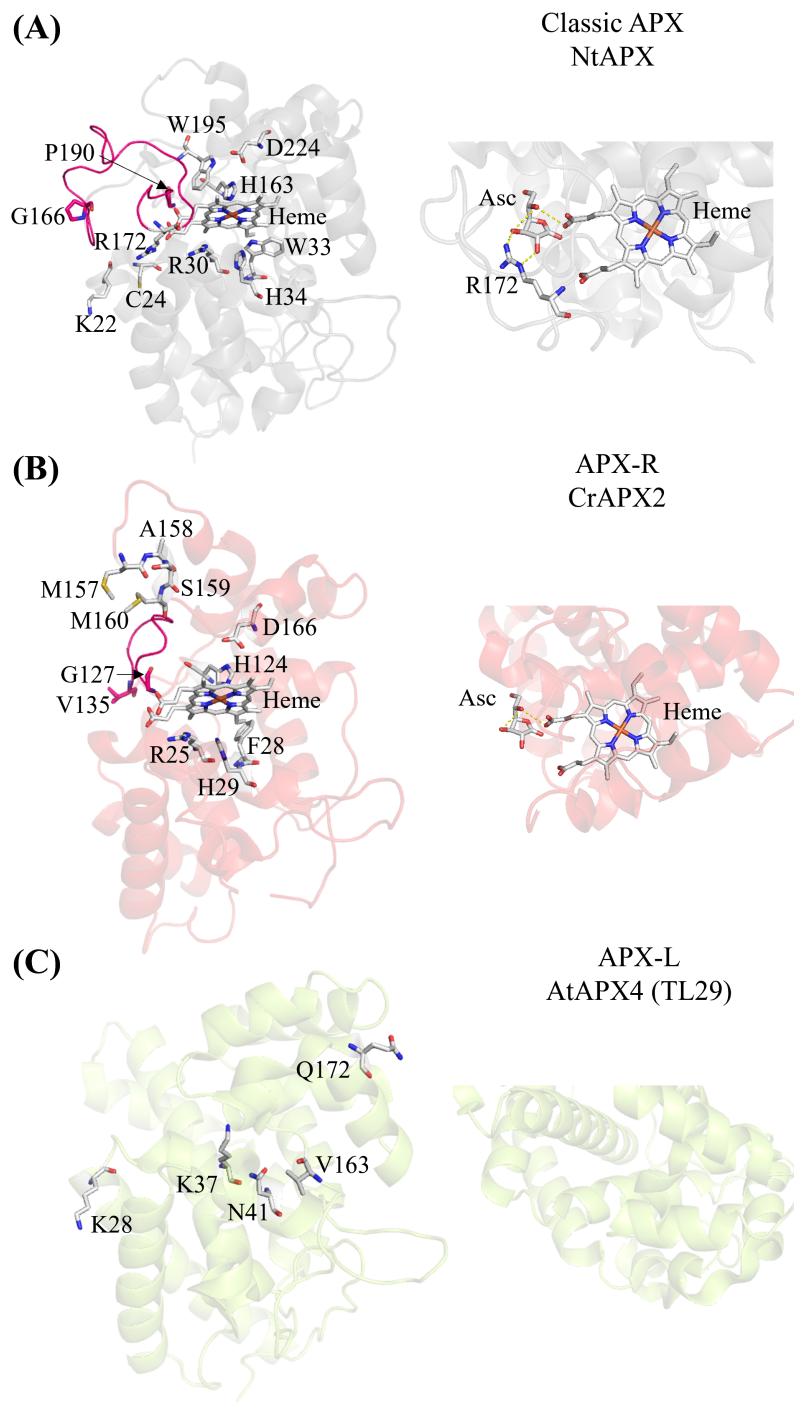 (A)
Classic APX
NtAPX
W195
P190
D224
H163
G166
Heme
R172
W33
R30
C24
H34
K22
Asc
Heme
R172
(B)
APX-R
CrAPX2
A158
M157
S159
M160
D166
G127
H124
V135
Heme
R25
F28
H29
Asc
Heme
(C)
APX-L
AtAPX4 (TL29)
Q172
K37
V163
K28
N41